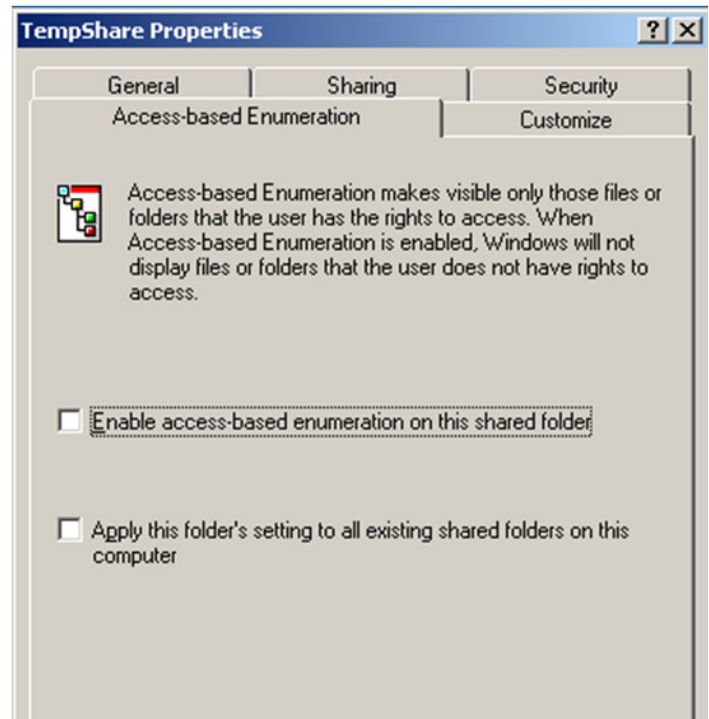 TempShare Properties
General Sharing Security
Access-based Enumeration Customize
Access-based Enumeration makes visible only those files or
folders that the user has the rights to access. When
Access-based Enumeration is enabled, Windows will not
display files or folders that the user does not have rights to
access.
Enable access-based enumeration on this shared folder
Apply this folder's setting to all existing shared folders on this
computer